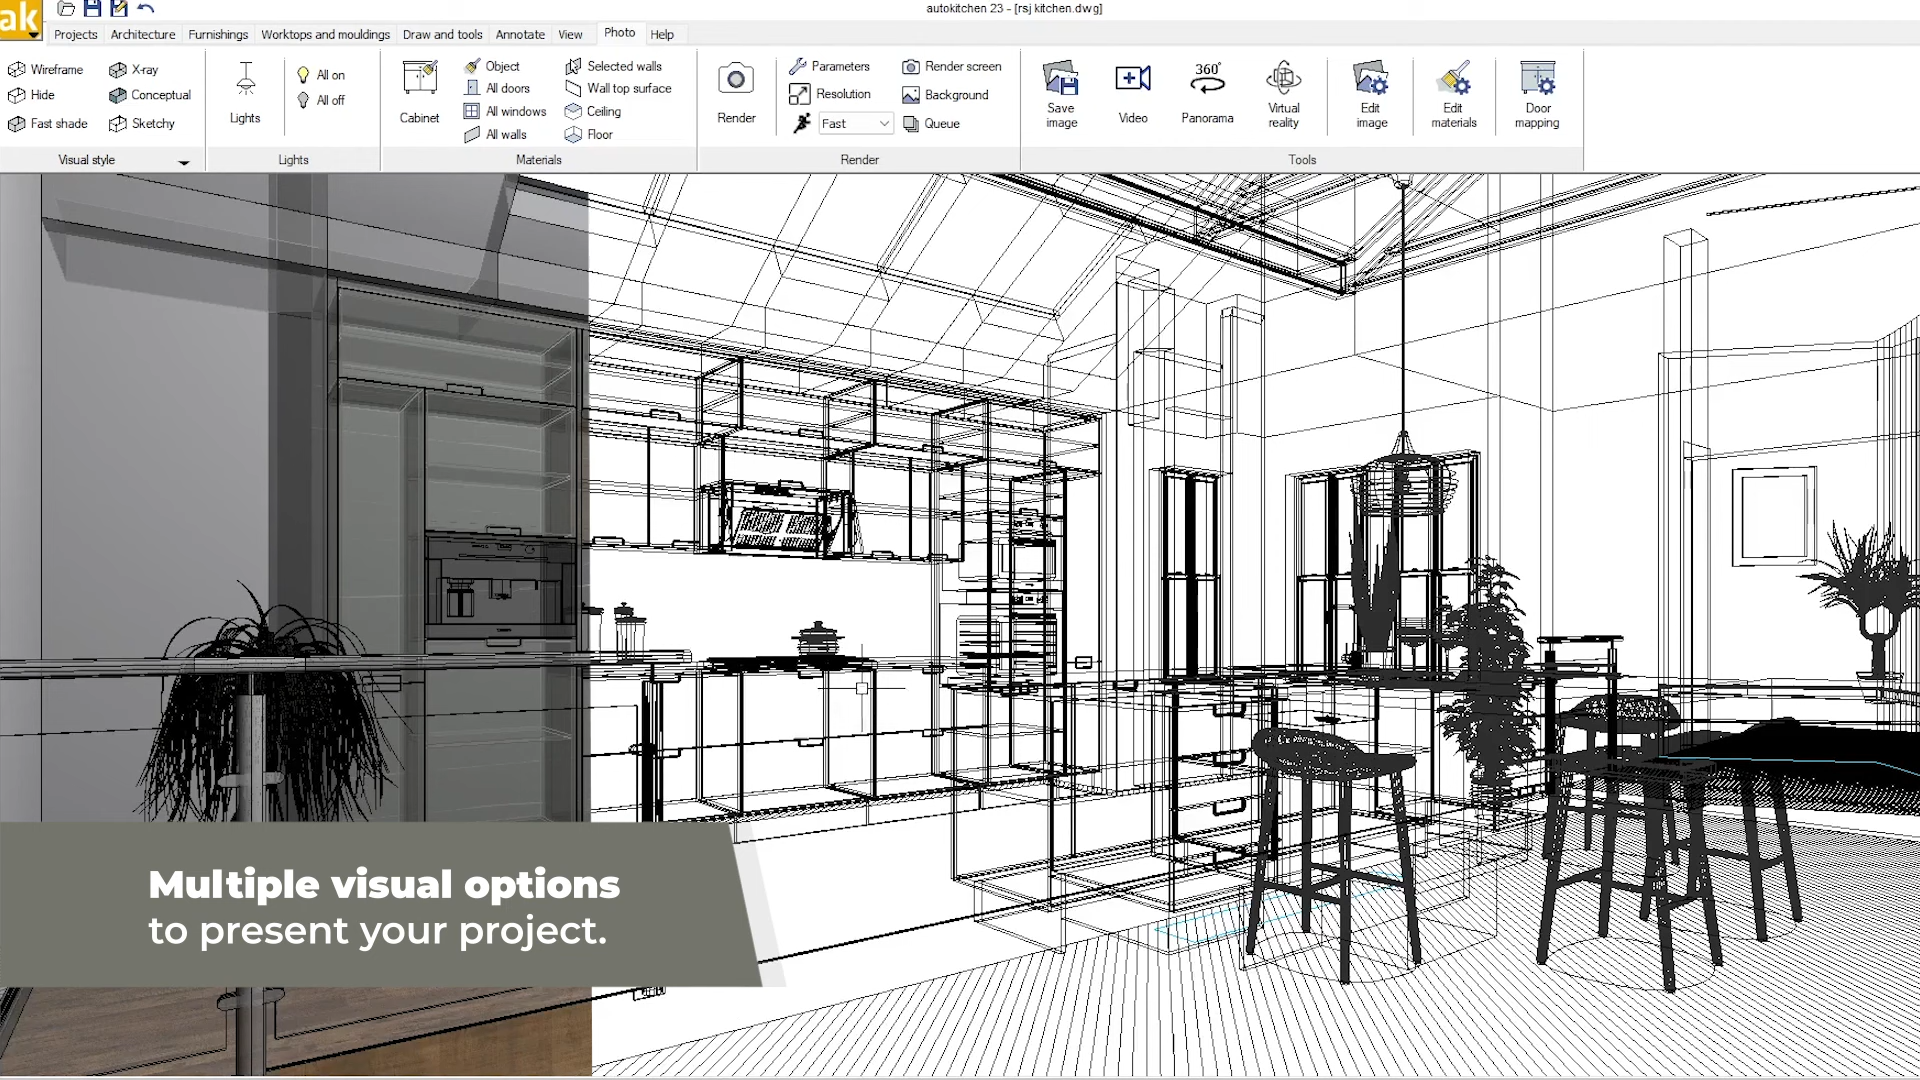 ak
autokitchen 23 - [rsj kitchen.dwg]
Projects Architecture Furnishings Worktops and mouldings Draw and tools Annotate View Photo Help
Wireframe X-ray
Hide Conceptual
Fast shade Sketchy
Visual style
Lights
All on
All off
Lights
Cabinet
Object Selected walls
All doors Wall top surface
All windows Ceiling
All walls Floor
Materials
Render
Parameters Render screen
Resolution Background
Fast Queue
Render
Save
image
Video
360°
Panorama
Virtual
reality
Edit
image
Edit
materials
Door
mapping
Tools
Multiple visual options
to present your project.